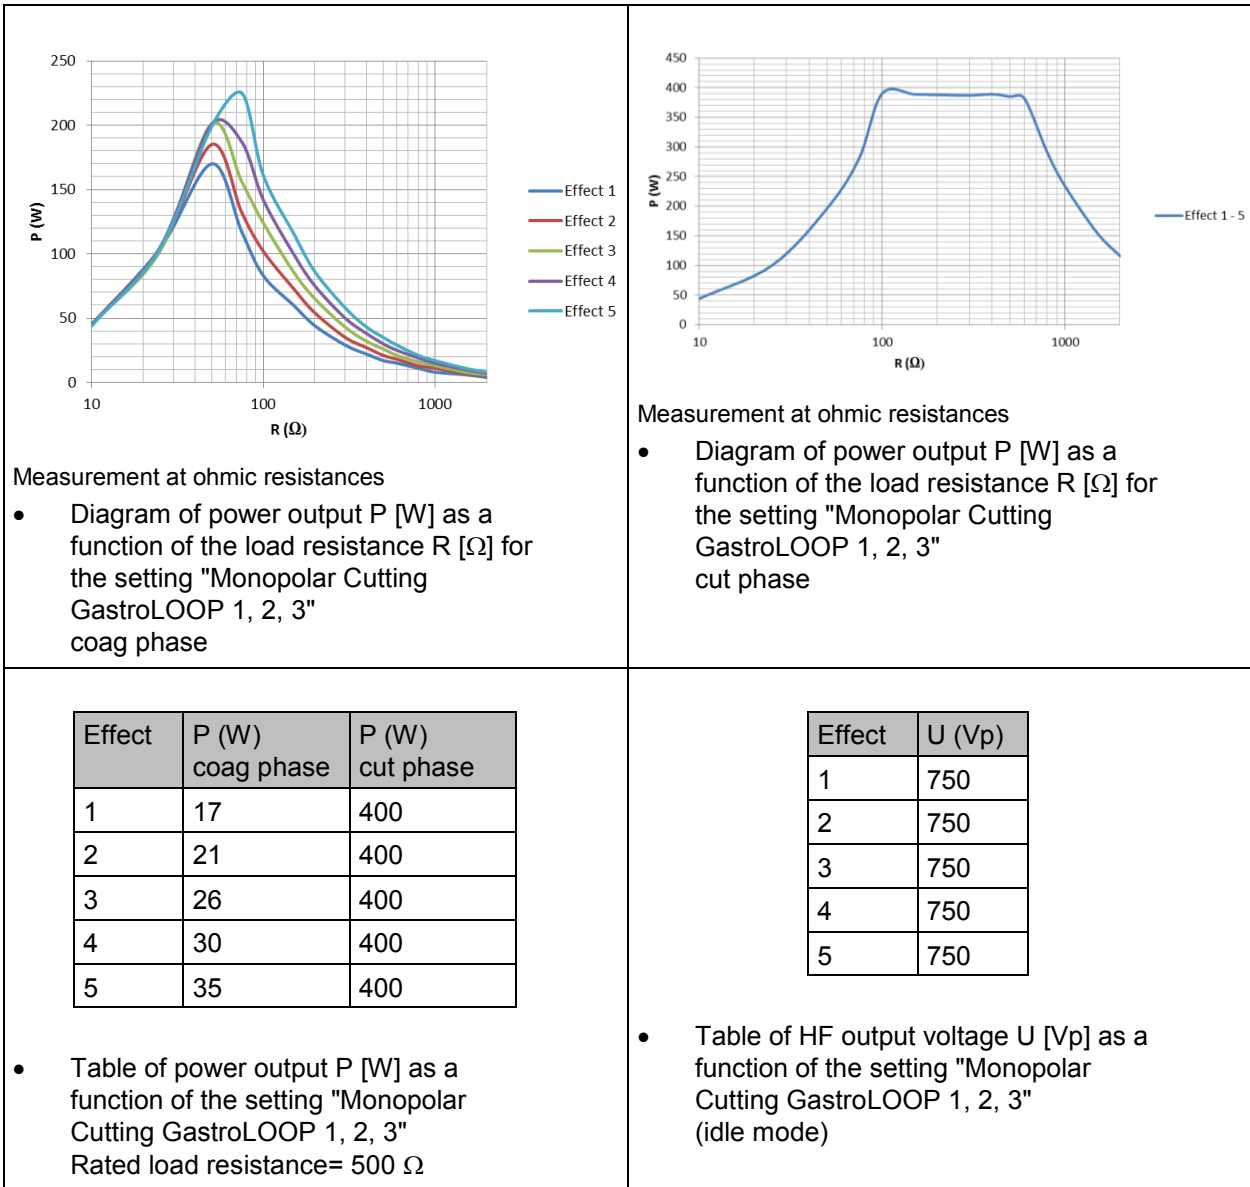 250
200
150
100
50
0
P (W)
10
100
1000
R (Ω)
Effect 1
Effect 2
Effect 3
Effect 4
Effect 5
Measurement at ohmic resistances
• Diagram of power output P [W] as a
function of the load resistance R [Ω] for
the setting "Monopolar Cutting
GastroLOOP 1, 2, 3"
coag phase
450
400
350
300
250
200
150
100
50
0
P (W)
10
100
1000
R (Ω)
Effect 1 - 5
Measurement at ohmic resistances
• Diagram of power output P [W] as a
function of the load resistance R [Ω] for
the setting "Monopolar Cutting
GastroLOOP 1, 2, 3"
cut phase
Effect P (W) P (W)
coag phase cut phase
1 17 400
2 21 400
3 26 400
4 30 400
5 35 400
• Table of power output P [W] as a
function of the setting "Monopolar
Cutting GastroLOOP 1, 2, 3"
Rated load resistance= 500 Ω
Effect U (Vp)
1 750
2 750
3 750
4 750
5 750
• Table of HF output voltage U [Vp] as a
function of the setting "Monopolar
Cutting GastroLOOP 1, 2, 3"
(idle mode)